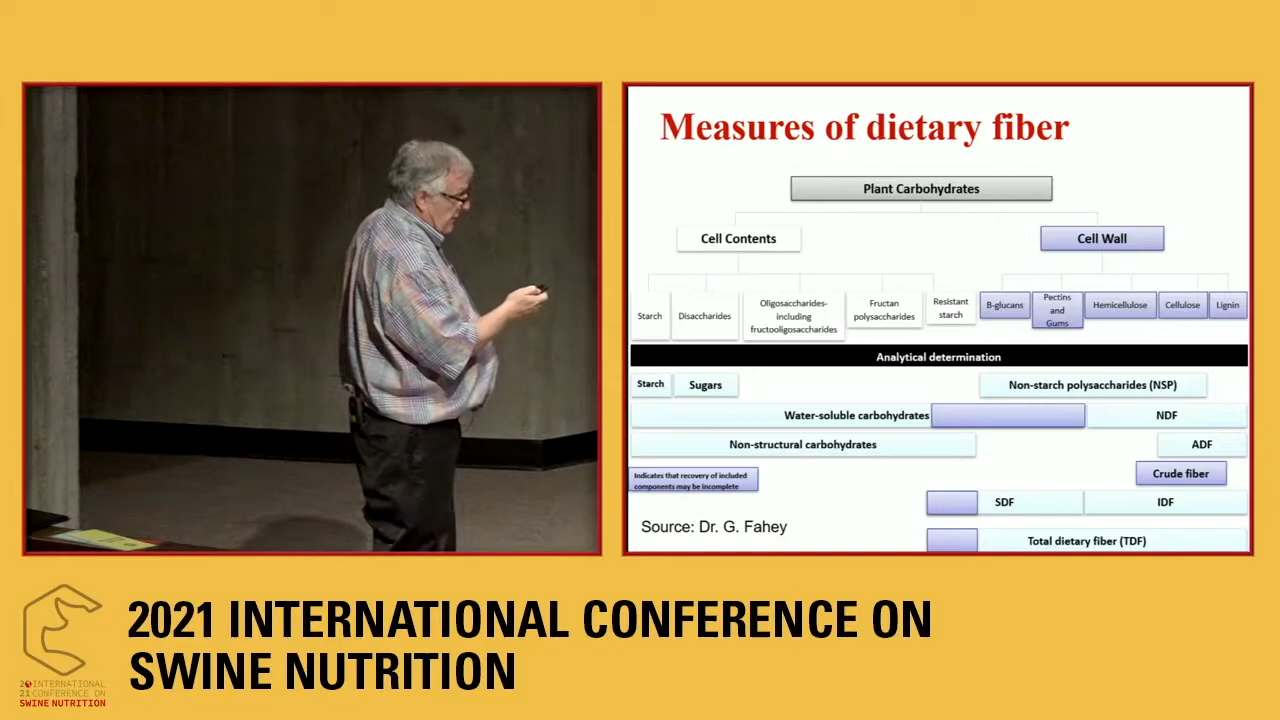 Measures of dietary fiber
Plant Carbohydrates
Cell Contents
Cell Wall
Starch
Disaccharides
Oligosaccharides-
including
fructooligosaccharides
Fructan
polysaccharides
Resistant
starch
B-glucans
Pectins
and
Gums
Hemicellulose
Cellulose
Lignin
Analytical determination
Starch
Sugars
Non-starch polysaccharides (NSP)
Water-soluble carbohydrates
NDF
Non-structural carbohydrates
ADF
Indicates that recovery of included
components may be incomplete
Crude fiber
SDF
IDF
Source: Dr. G. Fahey
Total dietary fiber (TDF)
2021 INTERNATIONAL CONFERENCE ON
SWINE NUTRITION
20INTERNATIONAL
21CONFERENCE ON
SWINE NUTRITION